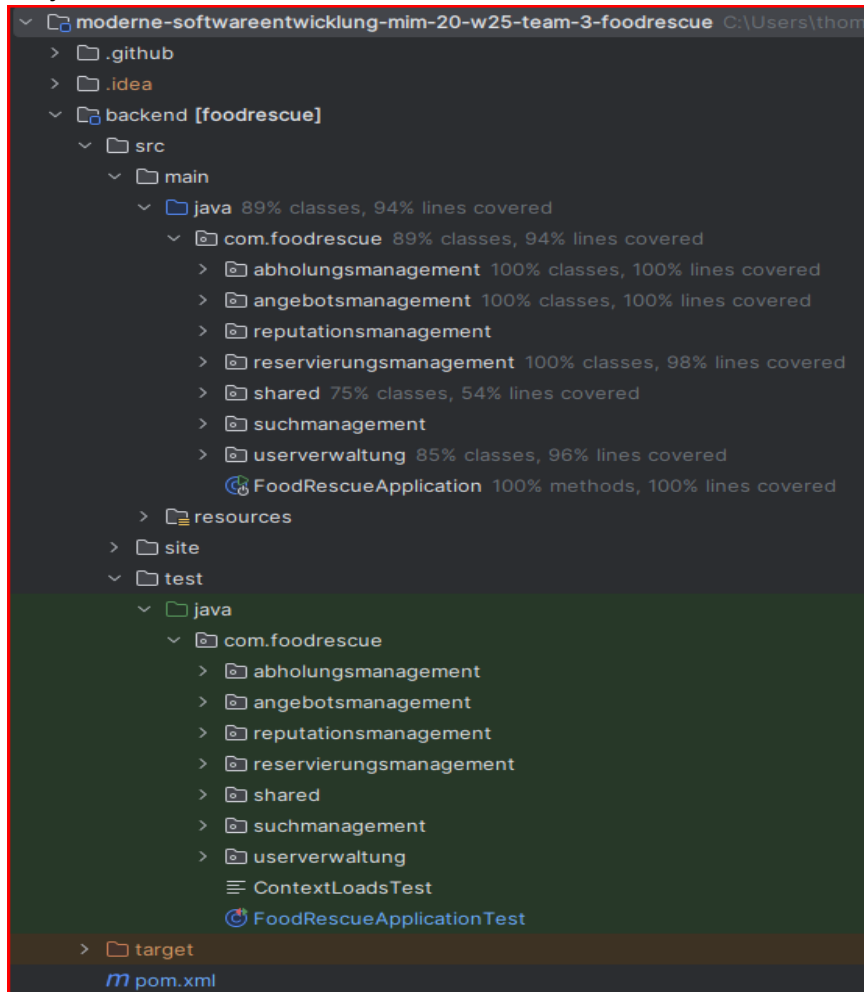 moderne-softwareentwicklung-mim-20-w25-team-3-foodrescue C:\Users\thom
.github
.idea
backend [foodrescue]
src
main
java 89% classes, 94% lines covered
com.foodrescue 89% classes, 94% lines covered
abholungsmanagement 100% classes, 100% lines covered
angebotsmanagement 100% classes, 100% lines covered
reputationsmanagement
reservierungsmanagement 100% classes, 98% lines covered
shared 75% classes, 54% lines covered
suchmanagement
userverwaltung 85% classes, 96% lines covered
FoodRescueApplication 100% methods, 100% lines covered
resources
site
test
java
com.foodrescue
abholungsmanagement
angebotsmanagement
reputationsmanagement
reservierungsmanagement
shared
suchmanagement
userverwaltung
ContextLoadsTest
FoodRescueApplicationTest
target
pom.xml